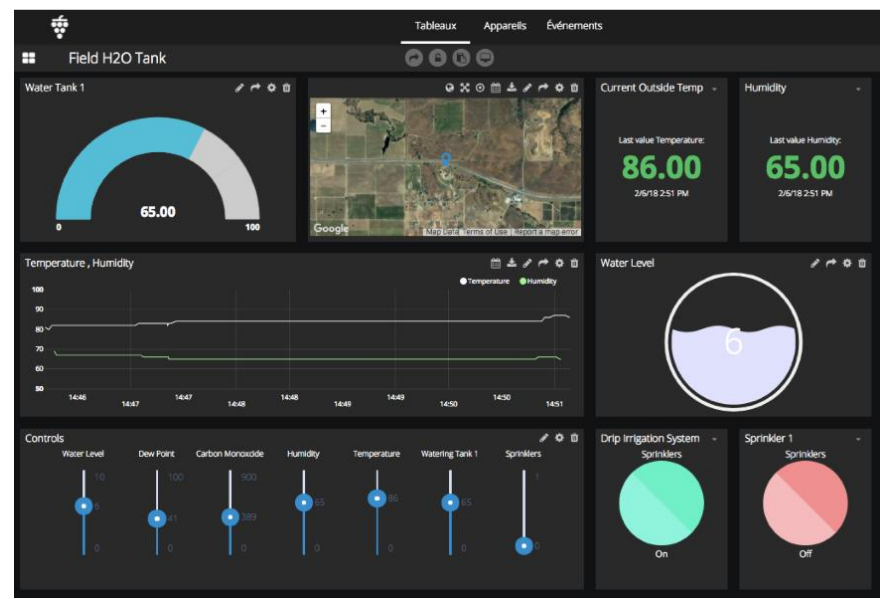 Tableaux Appareils Événements
Field H2O Tank
Water Tank 1
65.00
0 100
+
−
Google
Map Data Terms of Use Report a map error
Current Outside Temp
Last value Temperature:
86.00
2/6/18 2:51 PM
Humidity
Last value Humidity:
65.00
2/6/18 2:51 PM
Temperature , Humidity
Temperature Humidity
100
90
80
70
60
50
14:46 14:47 14:47 14:48 14:48 14:49 14:49 14:50 14:50 14:51
Water Level
6
Controls
Water Level Dew Point Carbon Monoxcide Humidity Temperature Watering Tank 1 Sprinklers
10 100 900 1
6 41 389 65 86 65
0 0 0 0 0 0 0
Drip Irrigation System
Sprinklers
On
Sprinkler 1
Sprinklers
Off